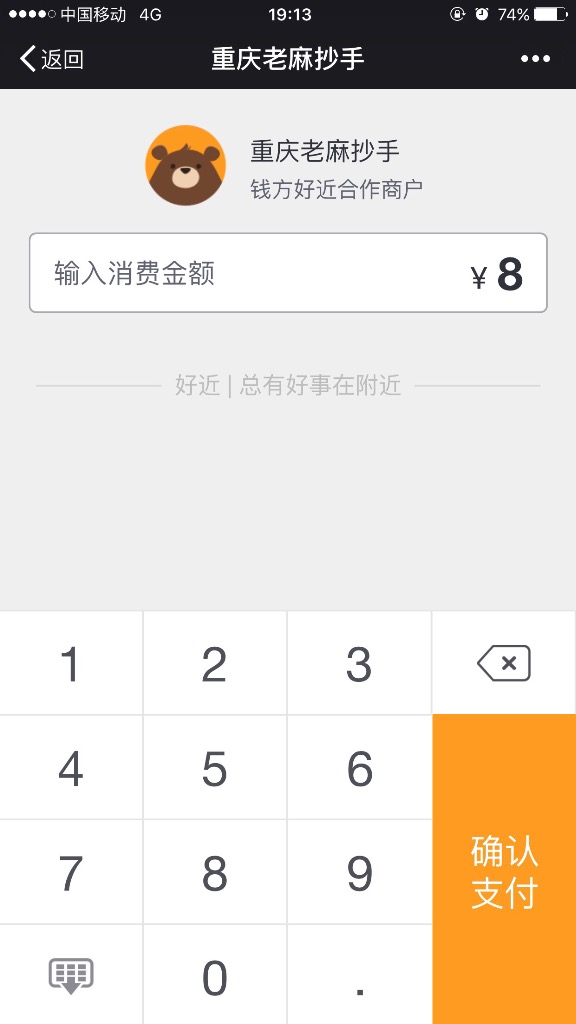 中国移动 4G 19:13 74%
返回 重庆老麻抄手
重庆老麻抄手
钱方好近合作商户
输入消费金额 ¥ 8
好近 | 总有好事在附近
1 2 3
4 5 6
7 8 9
确认
支付
0 .